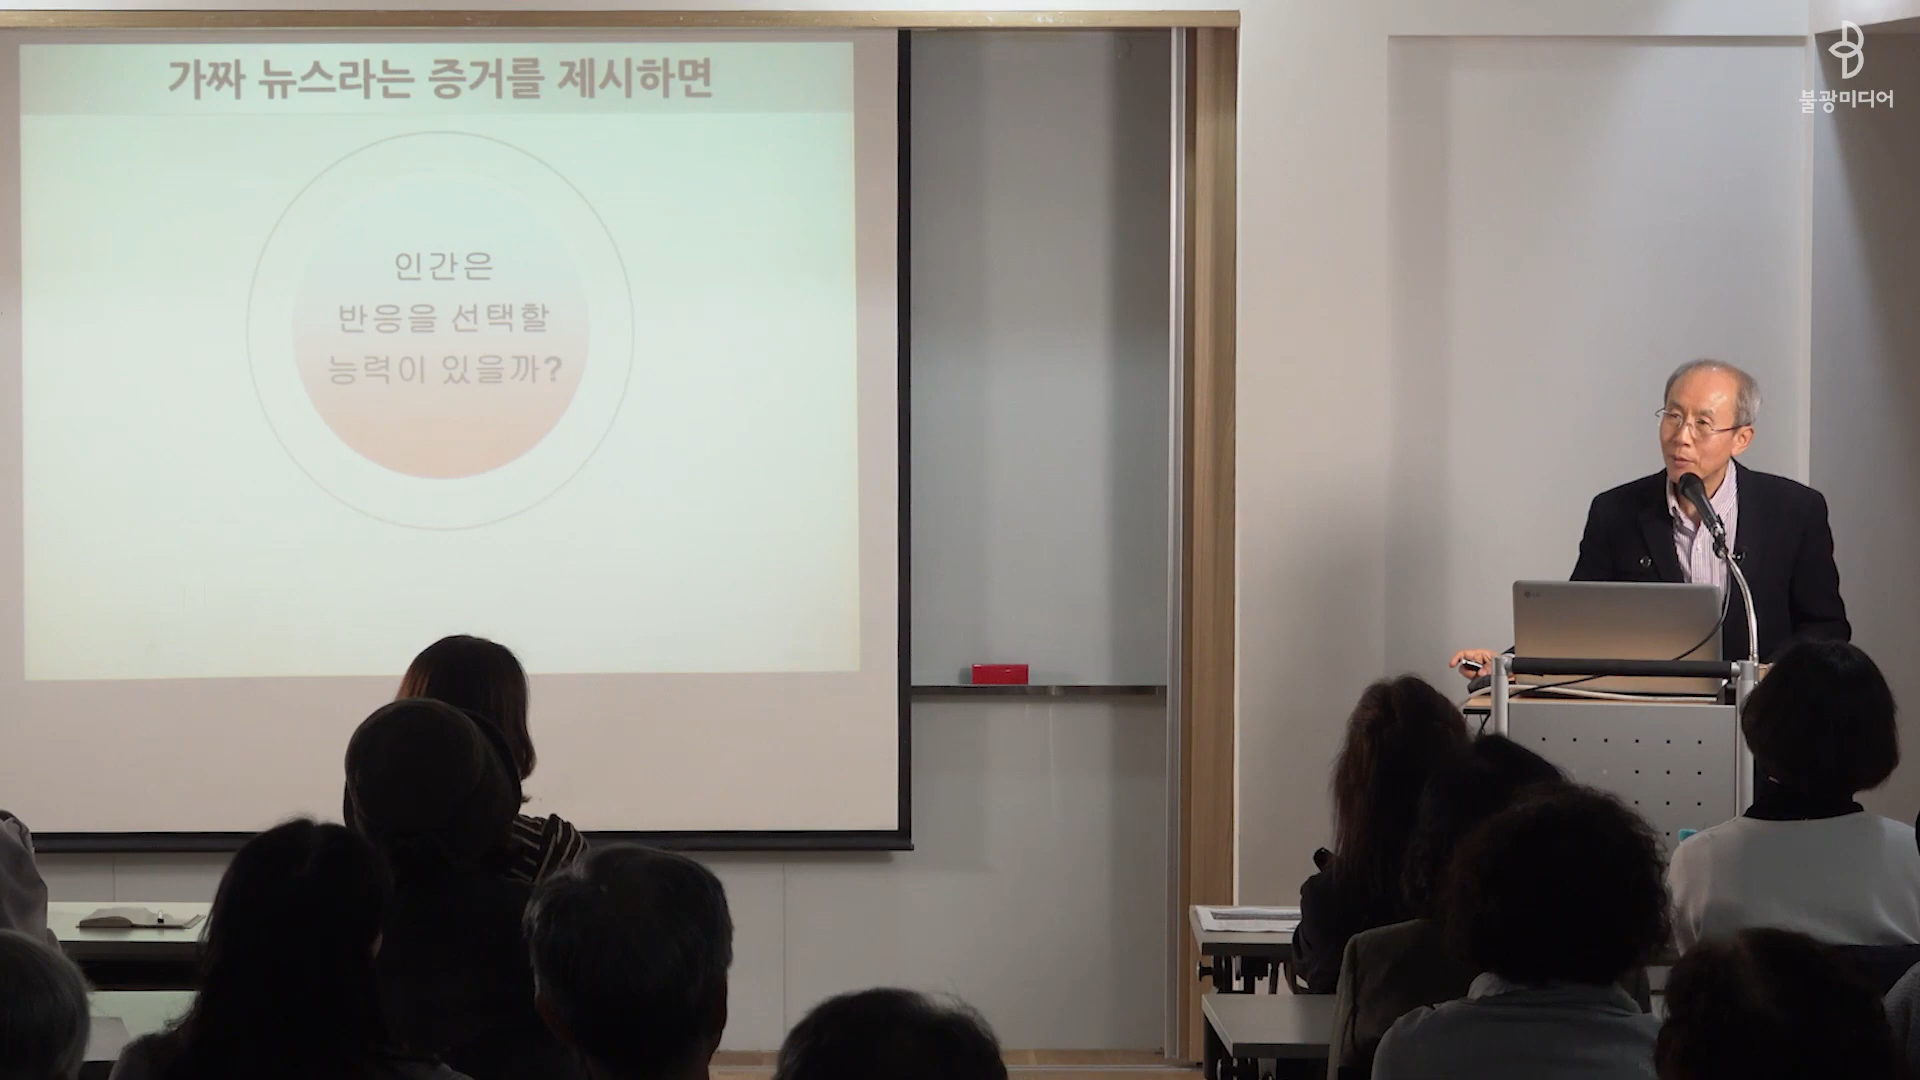 가짜 뉴스라는 증거를 제시하면
인간은
반응을 선택할
능력이 있을까?
불광미디어
LG